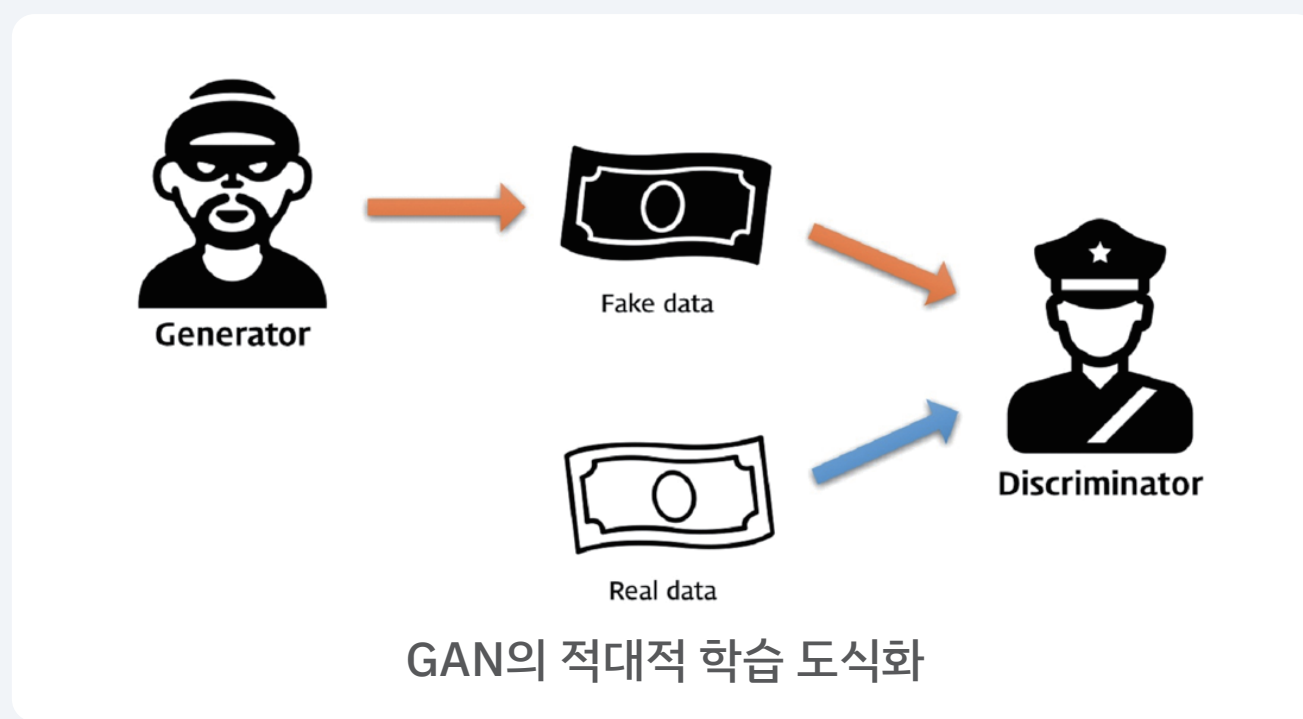 Generator
Fake data
Discriminator
Real data
GAN의 적대적 학습 도식화